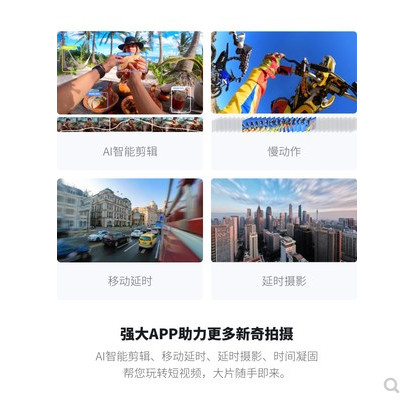 AI智能剪辑
慢动作
移动延时
延时摄影
强大APP助力更多新奇拍摄
AI智能剪辑、移动延时、延时摄影、时间凝固
帮您玩转短视频，大片随手即来。